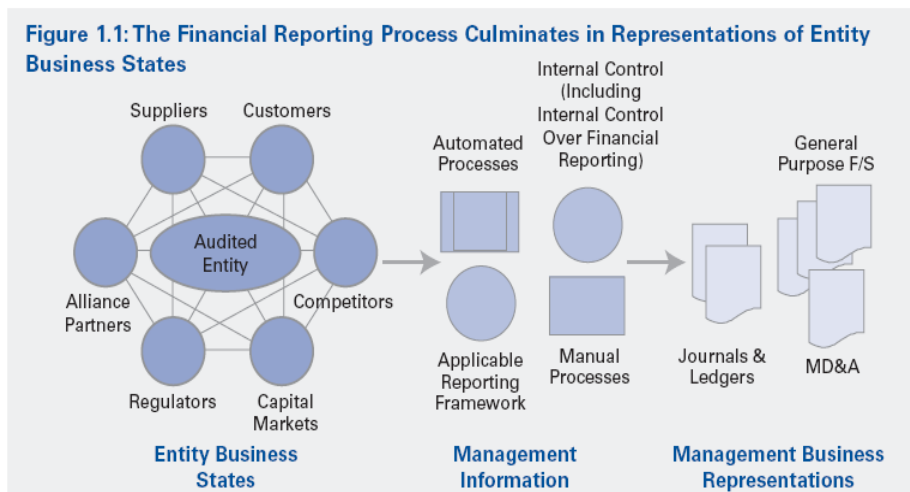 Figure 1.1: The Financial Reporting Process Culminates in Representations of Entity
Business States
Suppliers
Customers
Audited
Entity
Alliance
Partners
Competitors
Regulators
Capital
Markets
Entity Business
States
Automated
Processes
Internal Control
(Including
Internal Control
Over Financial
Reporting)
Applicable
Reporting
Framework
Manual
Processes
Management
Information
General
Purpose F/S
Journals &
Ledgers
MD&A
Management Business
Representations